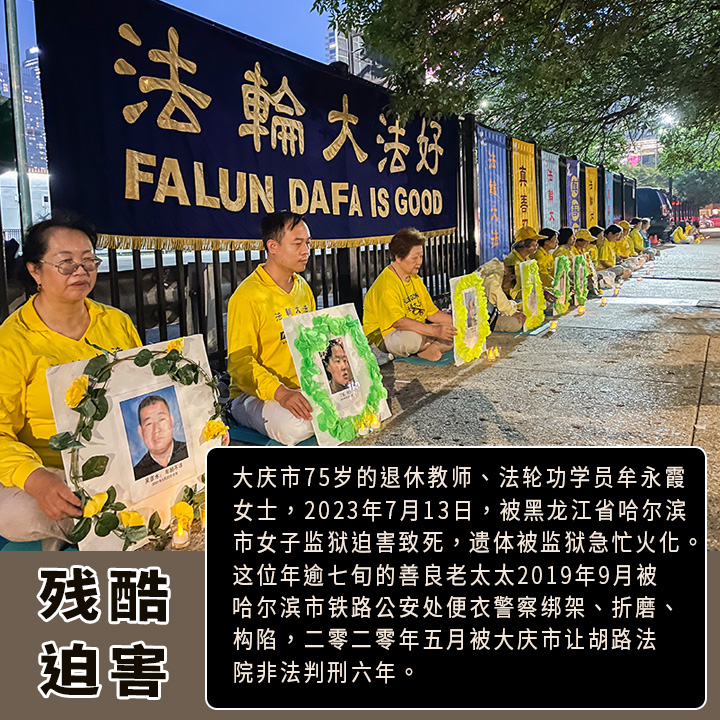 法輪大法好
FALUN DAFA IS GOOD
真善忍
残酷
迫害
大庆市75岁的退休教师、法轮功学员牟永霞
女士，2023年7月13日，被黑龙江省哈尔滨
市女子监狱迫害致死，遗体被监狱急忙火化。
这位年逾七旬的善良老太太2019年9月被
哈尔滨市铁路公安处便衣警察绑架、折磨、
构陷，二零二零年五月被大庆市让胡路法
院非法判刑六年。